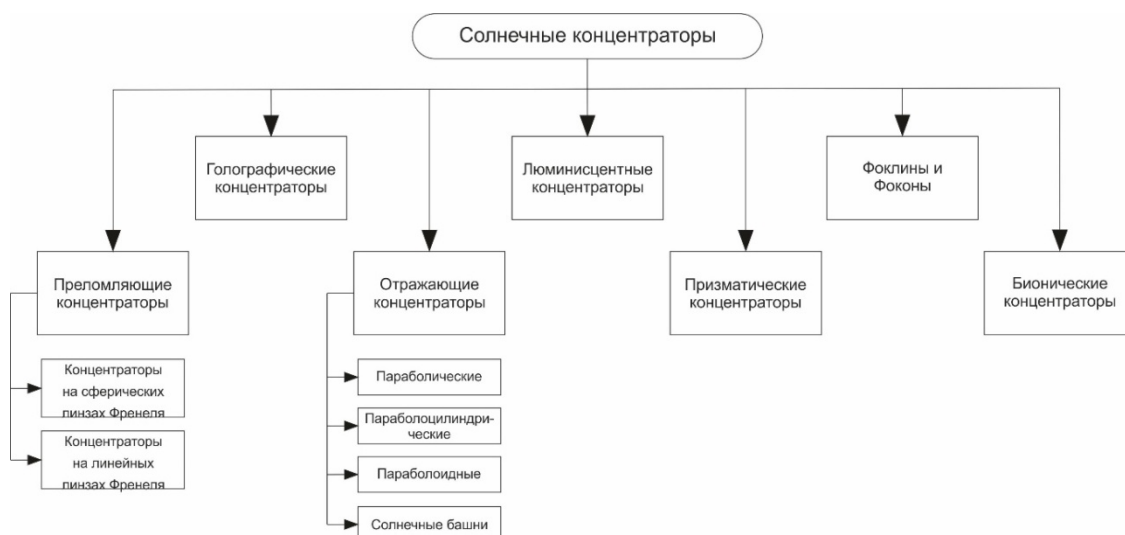 Солнечные концентраторы
Голографические
концентраторы
Люминисцентные
концентраторы
Фоклины и
Фоконы
Преломляющие
концентраторы
Отражающие
концентраторы
Призматические
концентраторы
Бионические
концентраторы
Концентраторы
на сферических
линзах Френеля
Концентраторы
на линейных
линзах Френеля
Параболические
Параболоцилиндри-
ческие
Параболоидные
Солнечные башни